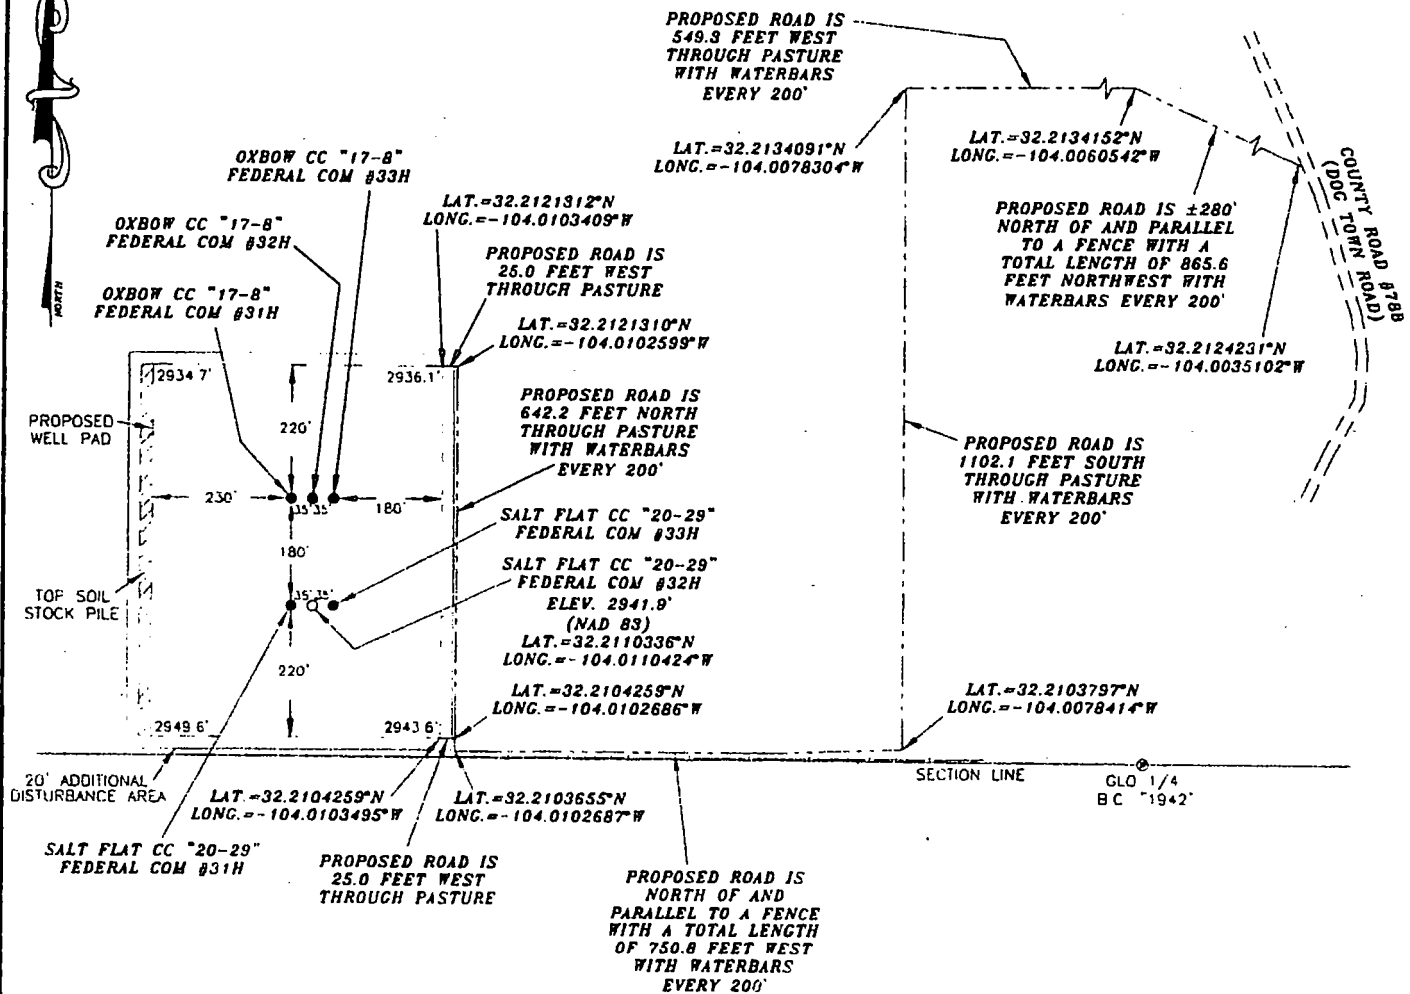 PROPOSED ROAD IS
549.3 FEET WEST
THROUGH PASTURE
WITH WATERBARS
EVERY 200'
LAT.=32.2134091°N
LONG.=-104.0078304°W
LAT.=32.2134152°N
LONG.=-104.0060542°W
COUNTY ROAD #78B
(DOG TOWN ROAD)
OXBOW CC "17-8"
FEDERAL COM #33H
OXBOW CC "17-8"
FEDERAL COM #32H
OXBOW CC "17-8"
FEDERAL COM #31H
NORTH
LAT.=32.2121312°N
LONG.=-104.0103409°W
PROPOSED ROAD IS
25.0 FEET WEST
THROUGH PASTURE
LAT.=32.2121310°N
LONG.=-104.0102599°W
PROPOSED ROAD IS ±280'
NORTH OF AND PARALLEL
TO A FENCE WITH A
TOTAL LENGTH OF 865.6
FEET NORTHWEST WITH
WATERBARS EVERY 200'
LAT.=32.2124231°N
LONG.=-104.0035102°W
2934.7'
2936.1'
PROPOSED
WELL PAD
220'
230'
35' 35'
180'
180'
35' 35'
220'
TOP SOIL
STOCK PILE
PROPOSED ROAD IS
642.2 FEET NORTH
THROUGH PASTURE
WITH WATERBARS
EVERY 200'
PROPOSED ROAD IS
1102.1 FEET SOUTH
THROUGH PASTURE
WITH WATERBARS
EVERY 200'
SALT FLAT CC "20-29"
FEDERAL COM #33H
SALT FLAT CC "20-29"
FEDERAL COM #32H
ELEV. 2941.9'
(NAD 83)
LAT.=32.2110336°N
LONG.=-104.0110424°W
LAT.=32.2104259°N
LONG.=-104.0102686°W
LAT.=32.2103797°N
LONG.=-104.0078414°W
2949.6'
2943.6'
20' ADDITIONAL
DISTURBANCE AREA
LAT.=32.2104259°N
LONG.=-104.0103495°W
LAT.=32.2103655°N
LONG.=-104.0102687°W
SECTION LINE
GLO 1/4
BC "1942"
SALT FLAT CC "20-29"
FEDERAL COM #31H
PROPOSED ROAD IS
25.0 FEET WEST
THROUGH PASTURE
PROPOSED ROAD IS
NORTH OF AND
PARALLEL TO A FENCE
WITH A TOTAL LENGTH
OF 750.8 FEET WEST
WITH WATERBARS
EVERY 200'